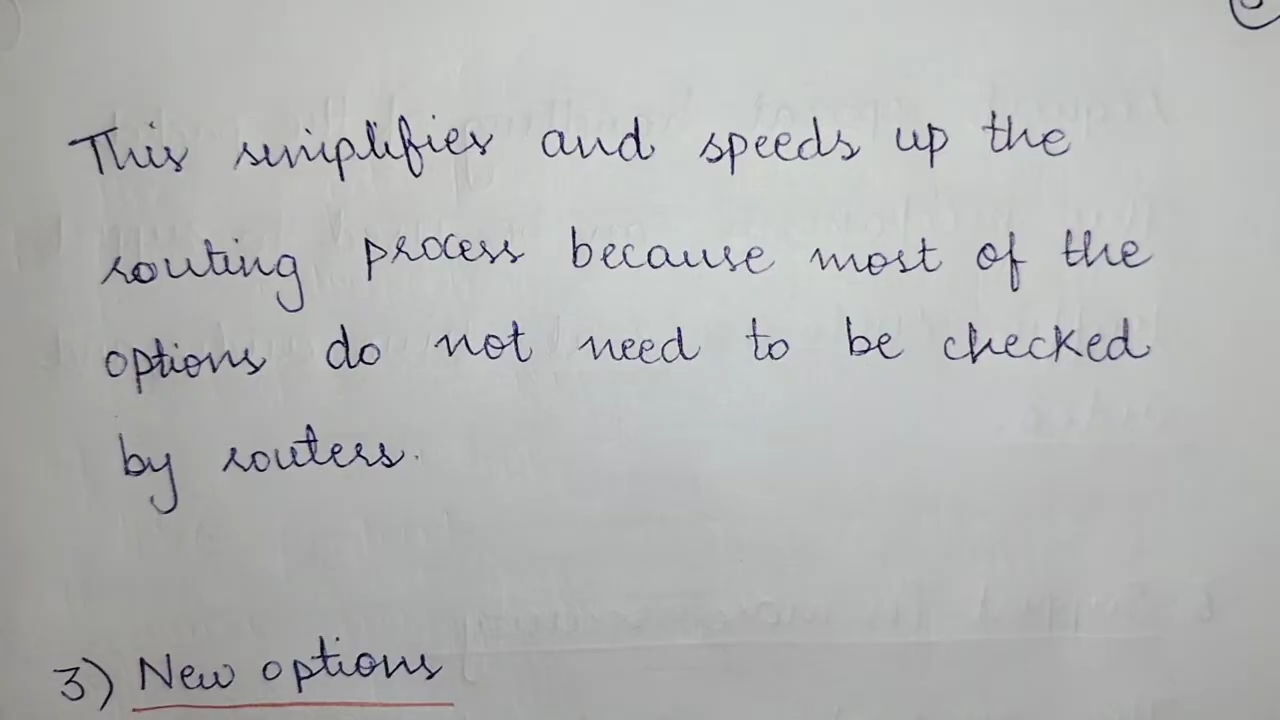 This simplifies and speeds up the
routing process because most of the
options do not need to be checked
by routers.
3) New options